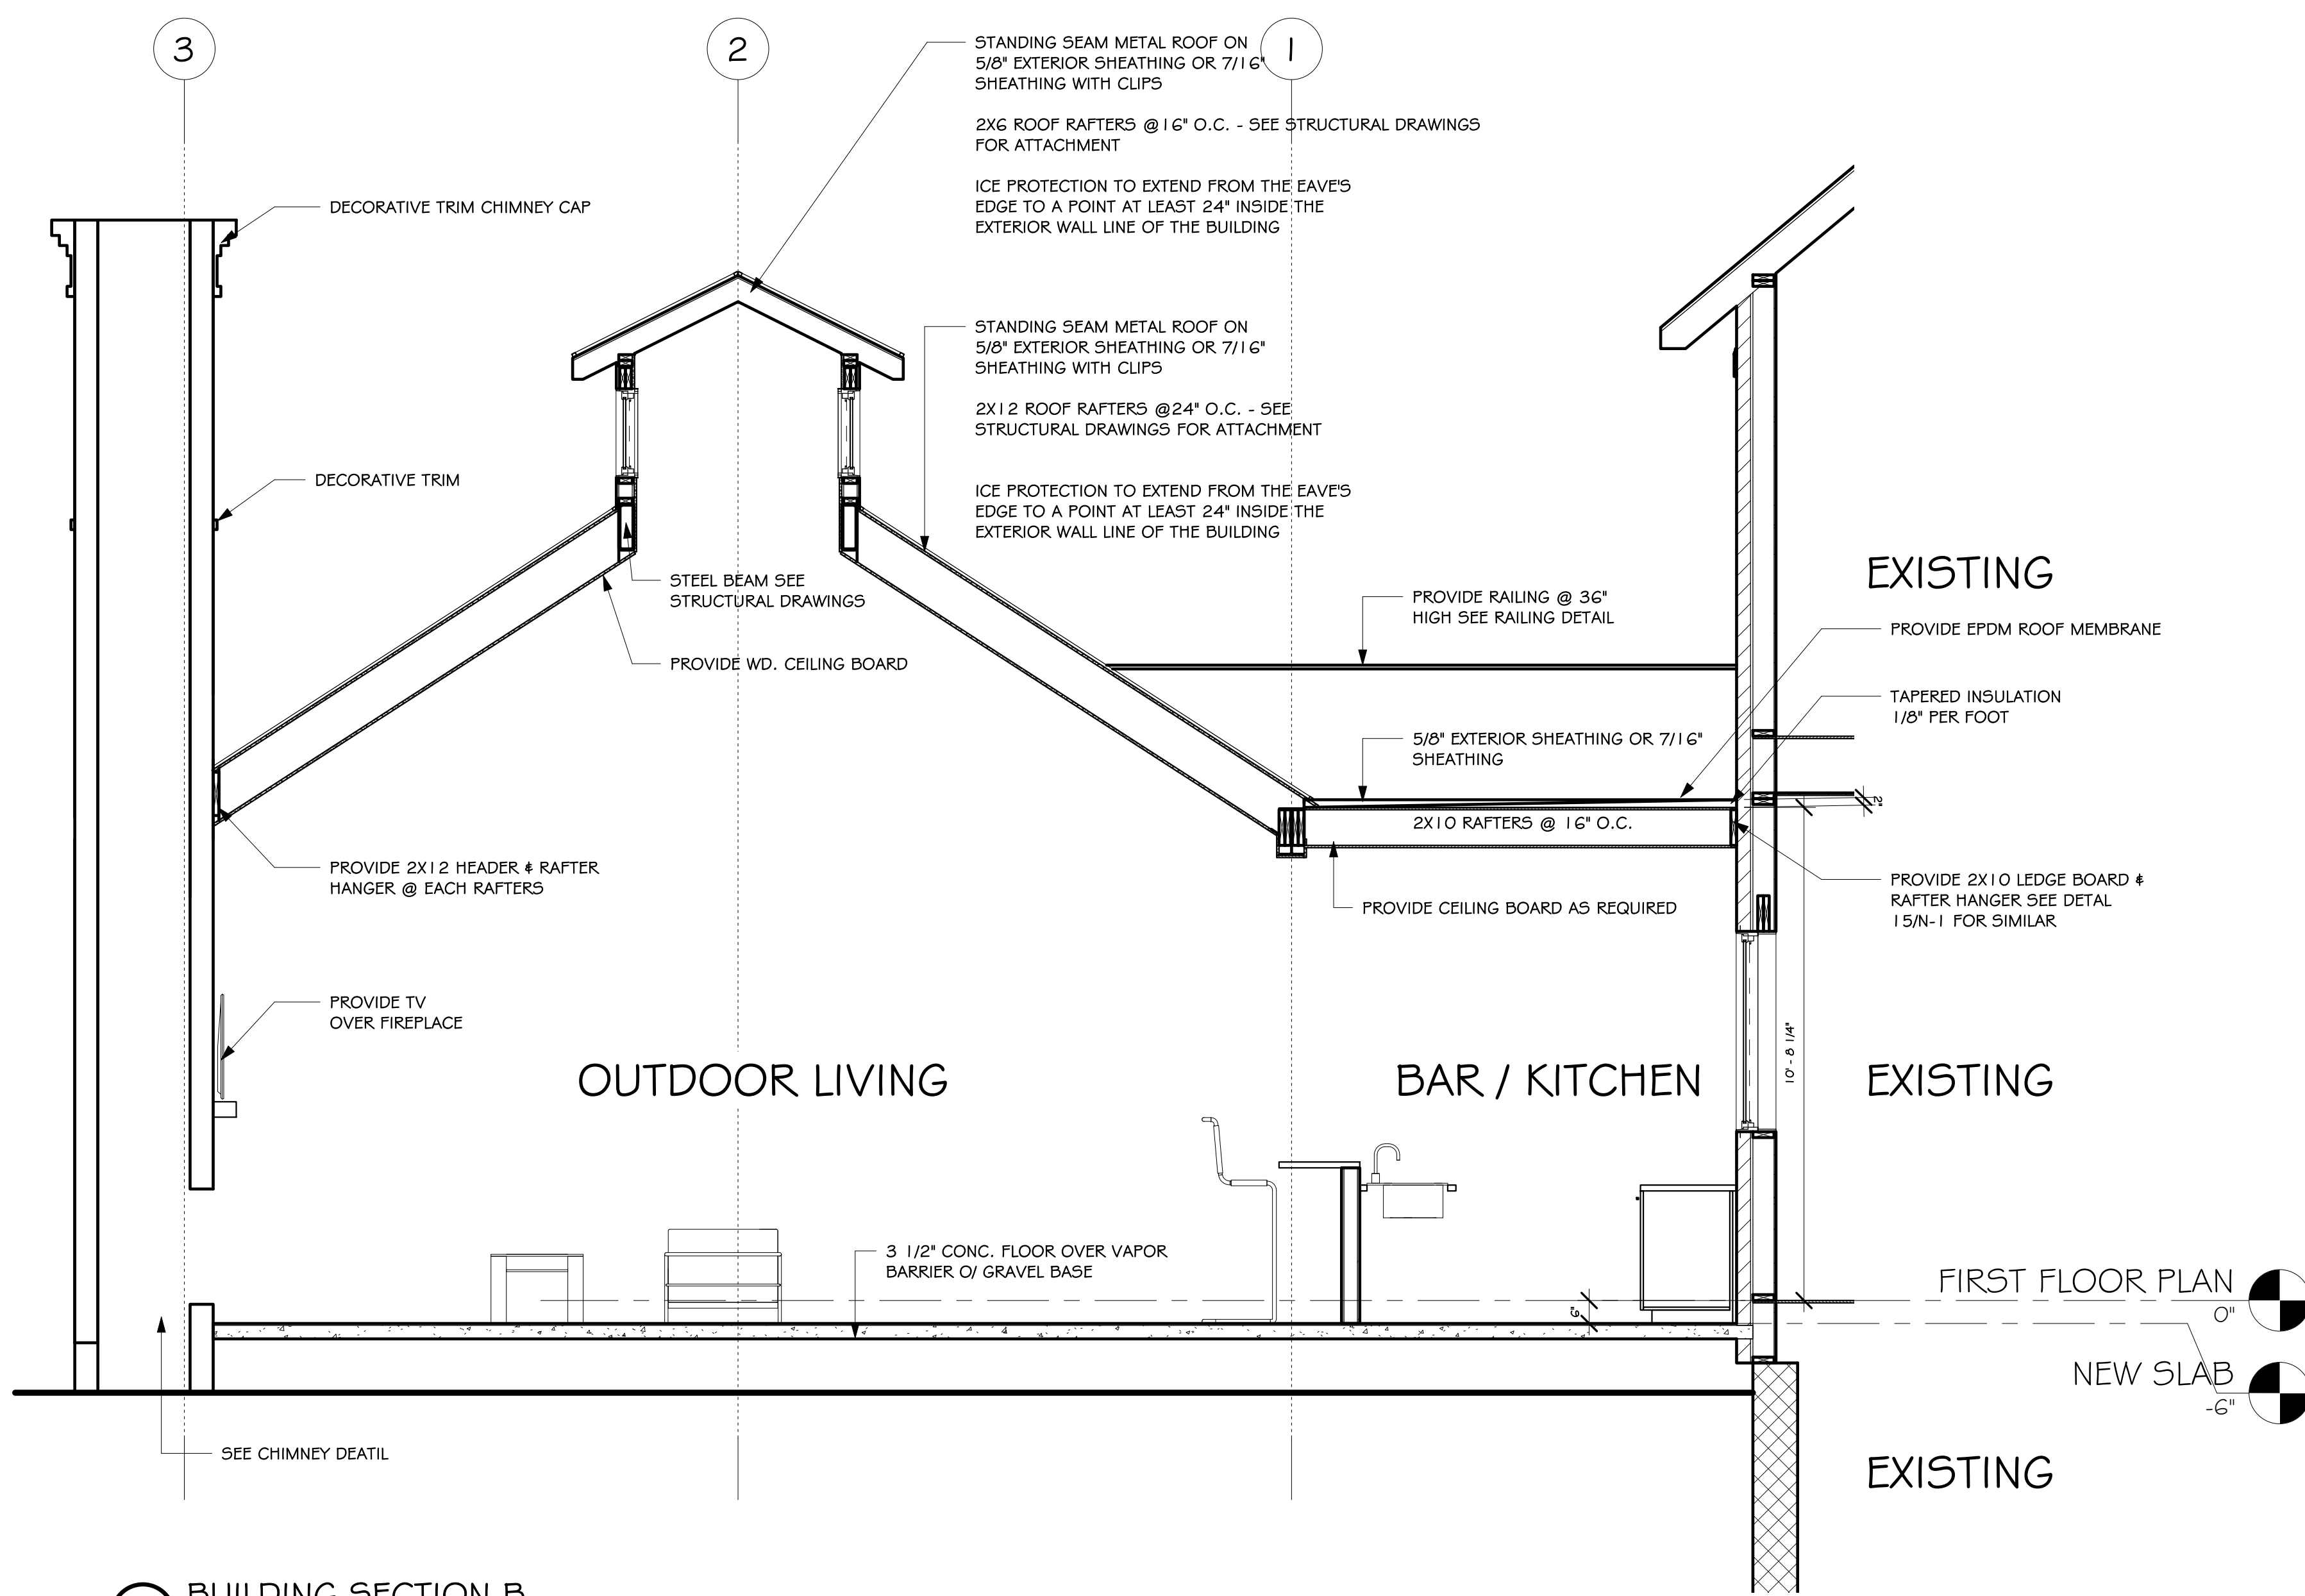 3
2
1
STANDING SEAM METAL ROOF ON
5/8" EXTERIOR SHEATHING OR 7/16"
SHEATHING WITH CLIPS
2X6 ROOF RAFTERS @16" O.C. - SEE STRUCTURAL DRAWINGS
FOR ATTACHMENT
ICE PROTECTION TO EXTEND FROM THE EAVE'S
EDGE TO A POINT AT LEAST 24" INSIDE THE
EXTERIOR WALL LINE OF THE BUILDING
DECORATIVE TRIM CHIMNEY CAP
STANDING SEAM METAL ROOF ON
5/8" EXTERIOR SHEATHING OR 7/16"
SHEATHING WITH CLIPS
2X12 ROOF RAFTERS @24" O.C. - SEE
STRUCTURAL DRAWINGS FOR ATTACHMENT
ICE PROTECTION TO EXTEND FROM THE EAVE'S
EDGE TO A POINT AT LEAST 24" INSIDE THE
EXTERIOR WALL LINE OF THE BUILDING
DECORATIVE TRIM
STEEL BEAM SEE
STRUCTURAL DRAWINGS
PROVIDE WD. CEILING BOARD
PROVIDE RAILING @ 36"
HIGH SEE RAILING DETAIL
EXISTING
PROVIDE EPDM ROOF MEMBRANE
TAPERED INSULATION
1/8" PER FOOT
5/8" EXTERIOR SHEATHING OR 7/16"
SHEATHING
2"
2X10 RAFTERS @ 16" O.C.
PROVIDE 2X12 HEADER & RAFTER
HANGER @ EACH RAFTERS
PROVIDE CEILING BOARD AS REQUIRED
PROVIDE 2X10 LEDGE BOARD &
RAFTER HANGER SEE DETAL
15/N-1 FOR SIMILAR
PROVIDE TV
OVER FIREPLACE
OUTDOOR LIVING
BAR / KITCHEN
10' - 8 1/4"
EXISTING
3 1/2" CONC. FLOOR OVER VAPOR
BARRIER O/ GRAVEL BASE
6"
FIRST FLOOR PLAN
0"
NEW SLAB
-6"
SEE CHIMNEY DEATIL
EXISTING
BUILDING SECTION B